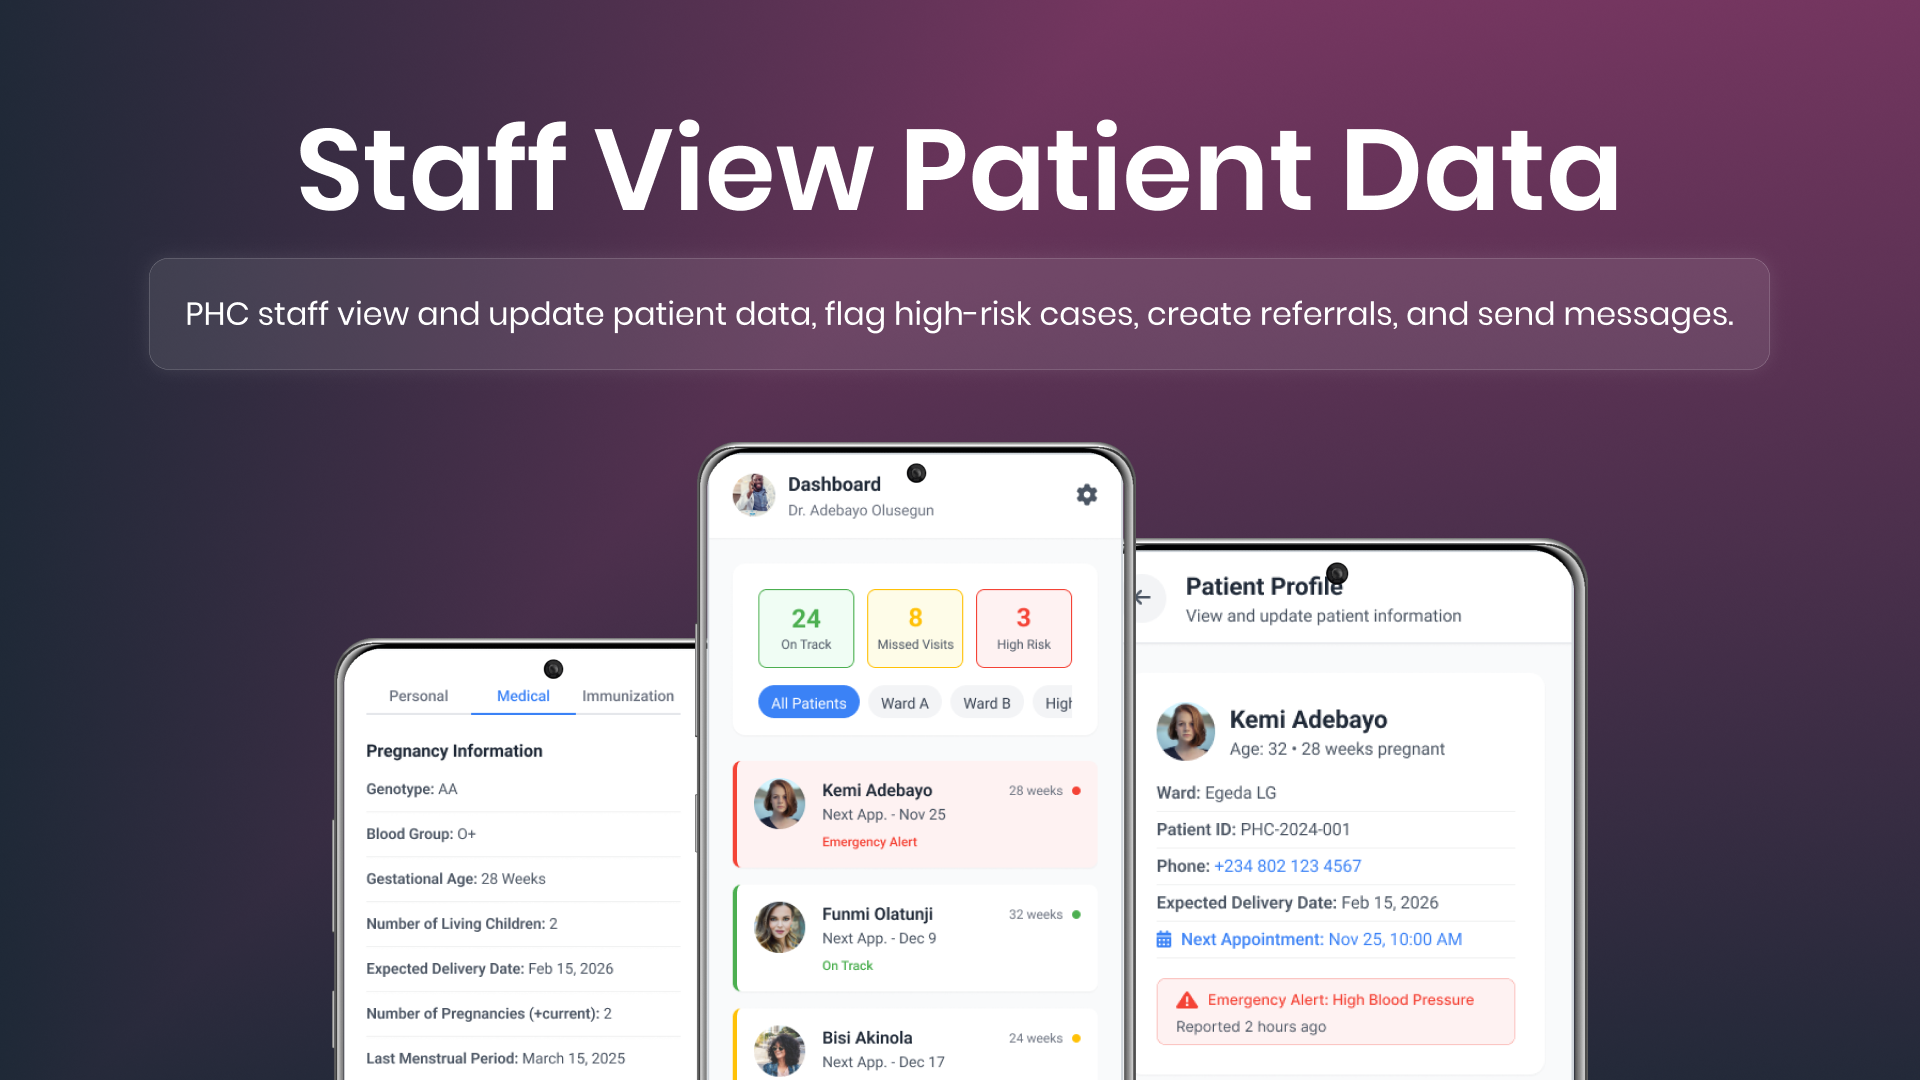 Staff View Patient Data
PHC staff view and update patient data, flag high-risk cases, create referrals, and send messages.
Personal Medical Immunization
Pregnancy Information
Genotype: AA
Blood Group: O+
Gestational Age: 28 Weeks
Number of Living Children: 2
Expected Delivery Date: Feb 15, 2026
Number of Pregnancies (+current): 2
Last Menstrual Period: March 15, 2025
Dashboard
Dr. Adebayo Olusegun
24 8 3
On Track Missed Visits High Risk
All Patients Ward A Ward B High
Kemi Adebayo 28 weeks
Next App. - Nov 25
Emergency Alert
Funmi Olatunji 32 weeks
Next App. - Dec 9
On Track
Bisi Akinola 24 weeks
Next App. - Dec 17
Patient Profile
View and update patient information
Kemi Adebayo
Age: 32 • 28 weeks pregnant
Ward: Egeda LG
Patient ID: PHC-2024-001
Phone: +234 802 123 4567
Expected Delivery Date: Feb 15, 2026
Next Appointment: Nov 25, 10:00 AM
Emergency Alert: High Blood Pressure
Reported 2 hours ago